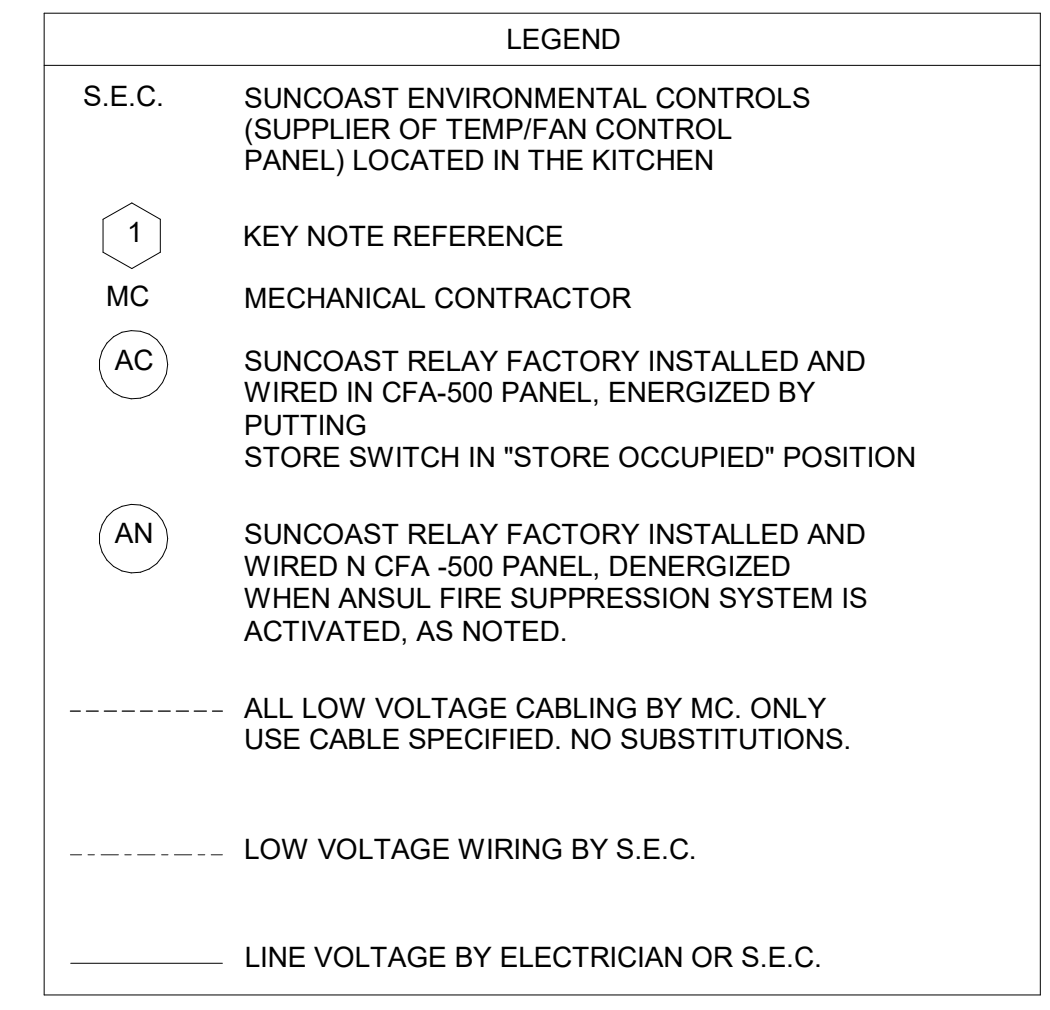 LEGEND
S.E.C. SUNCOAST ENVIRONMENTAL CONTROLS
(SUPPLIER OF TEMP/FAN CONTROL
PANEL) LOCATED IN THE KITCHEN
1 KEY NOTE REFERENCE
MC MECHANICAL CONTRACTOR
AC SUNCOAST RELAY FACTORY INSTALLED AND
WIRED IN CFA-500 PANEL, ENERGIZED BY
PUTTING
STORE SWITCH IN "STORE OCCUPIED" POSITION
AN SUNCOAST RELAY FACTORY INSTALLED AND
WIRED N CFA -500 PANEL, DENERGIZED
WHEN ANSUL FIRE SUPPRESSION SYSTEM IS
ACTIVATED, AS NOTED.
ALL LOW VOLTAGE CABLING BY MC. ONLY
USE CABLE SPECIFIED. NO SUBSTITUTIONS.
LOW VOLTAGE WIRING BY S.E.C.
LINE VOLTAGE BY ELECTRICIAN OR S.E.C.